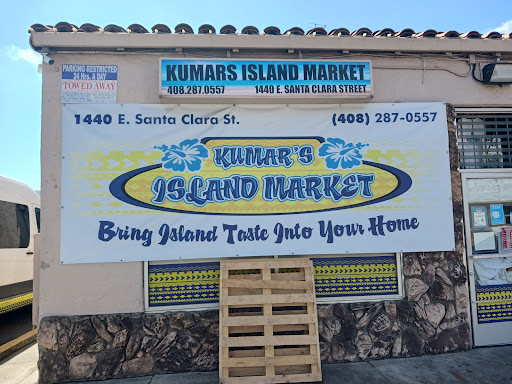 PARKING RESTRICTED
24 Hrs. A DAY
TOWED AWAY
KUMARS ISLAND MARKET
408.287.0557 1440 E. SANTA CLARA STREET
1440 E. Santa Clara St. (408) 287-0557
KUMAR'S
ISLAND MARKET
Bring Island Taste Into Your Home